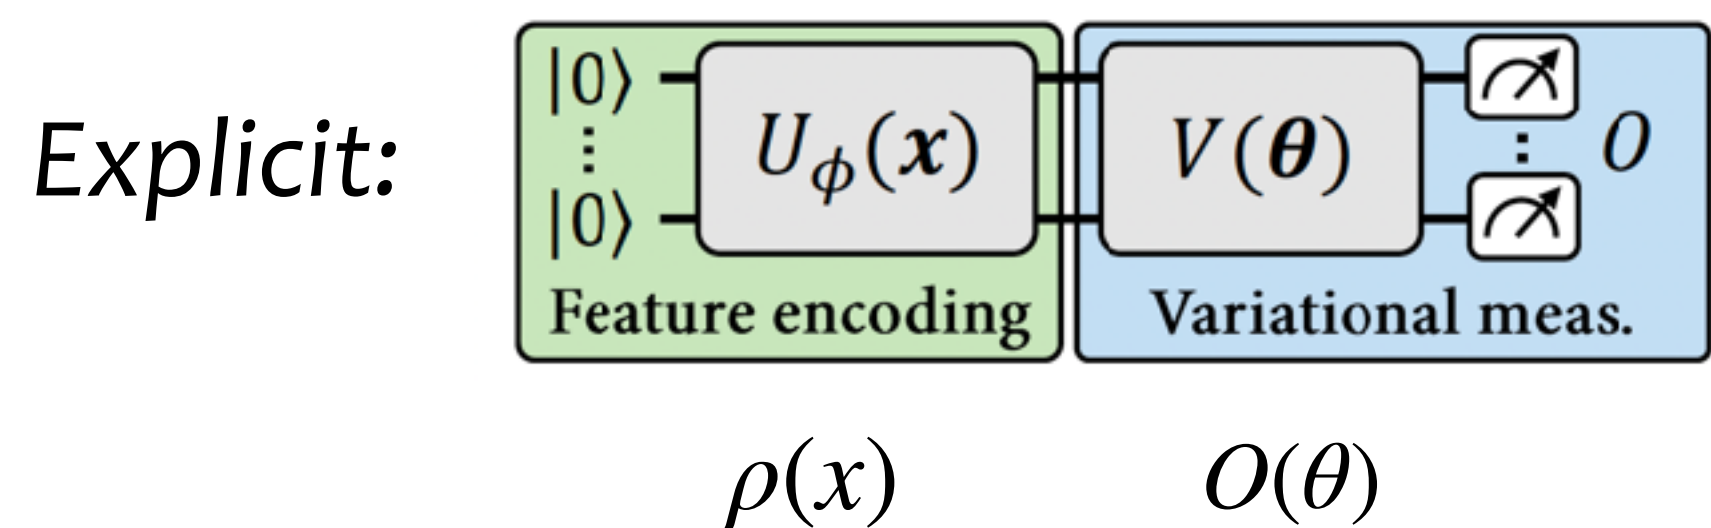 Explicit:
|0⟩
⋮
|0⟩
U_ϕ(𝒙)
V(𝜽)
⋮
O
Feature encoding
Variational meas.
ρ(x)
O(θ)